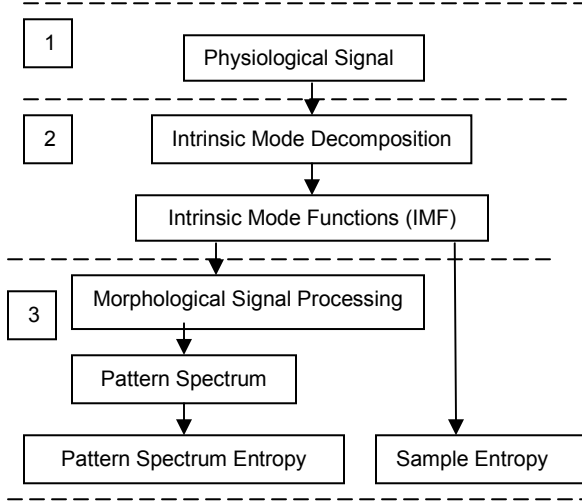 1
Physiological Signal
2
Intrinsic Mode Decomposition
Intrinsic Mode Functions (IMF)
3
Morphological Signal Processing
Pattern Spectrum
Pattern Spectrum Entropy
Sample Entropy